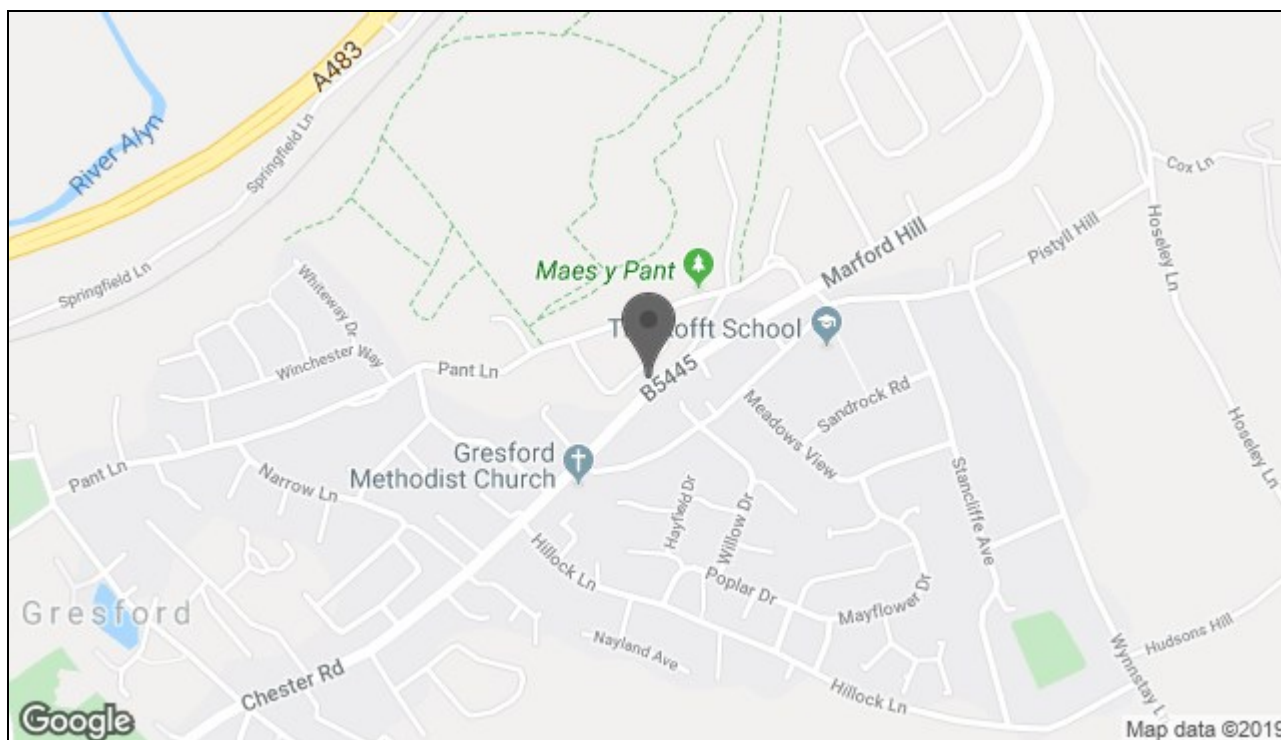 A483
River Alyn
Springfield Ln
Springfield Ln
Cox Ln
Pistyll Hill
Hoseley Ln
Hoseley Ln
Marford Hill
Maes y Pant
Whiteway Dr
Winchester Way
Pant Ln
School
B5445
Sandrock Rd
Meadows View
Gresford
Methodist Church
Pant Ln
Narrow Ln
Stancliffe Ave
Hayfield Dr
Willow Dr
Hillock Ln
Poplar Dr
Mayflower Dr
Gresford
Nayland Ave
Hudsons Hill
Wynnstay Ln
Chester Rd
Hillock Ln
Google
Map data ©2019